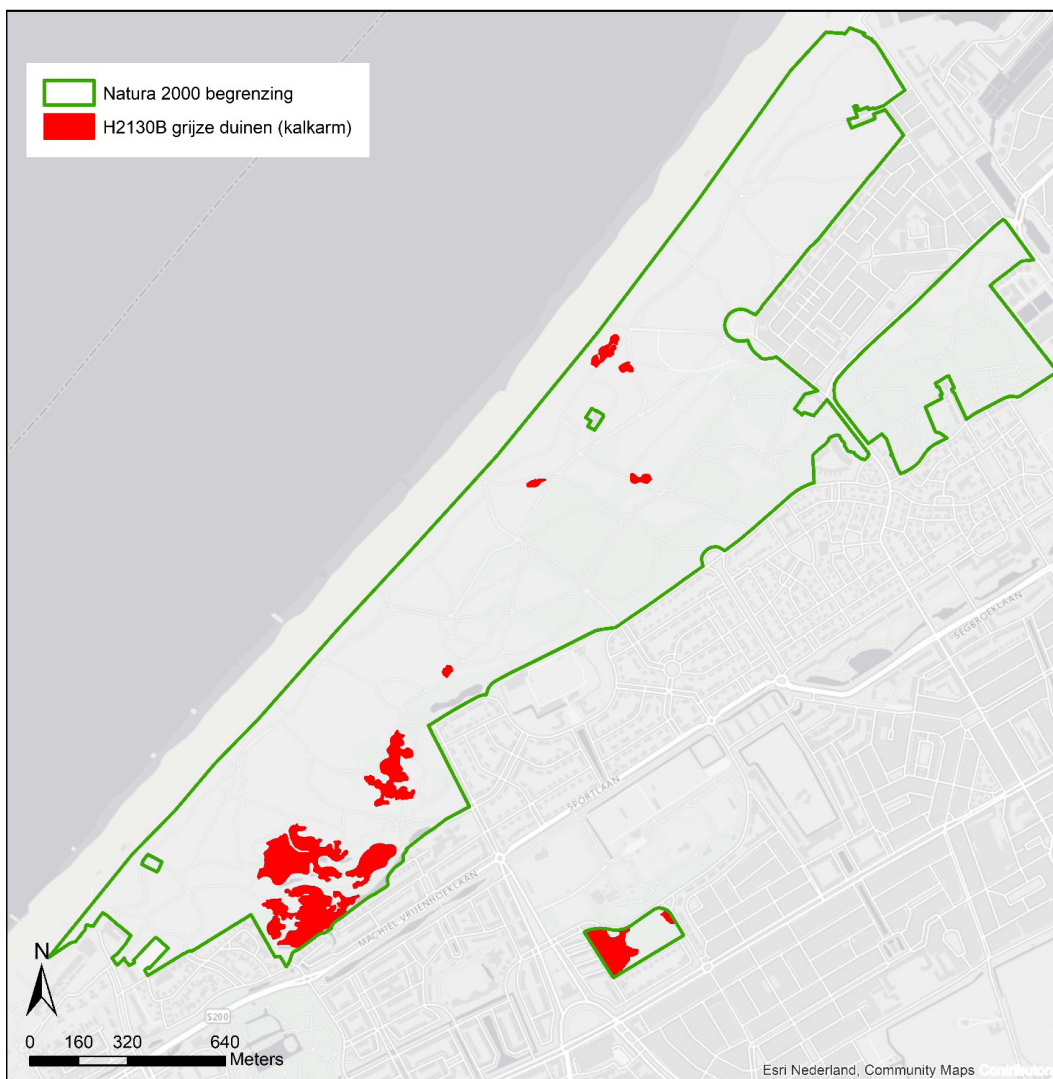 Natura 2000 begrenzing
H2130B grijze duinen (kalkarm)
SEGBROEKLAAN
SPORTLAAN
MACHIEL VRIJENHOEKLAAN
N
S200
0 160 320 640
Meters
Esri Nederland, Community Maps Contributors